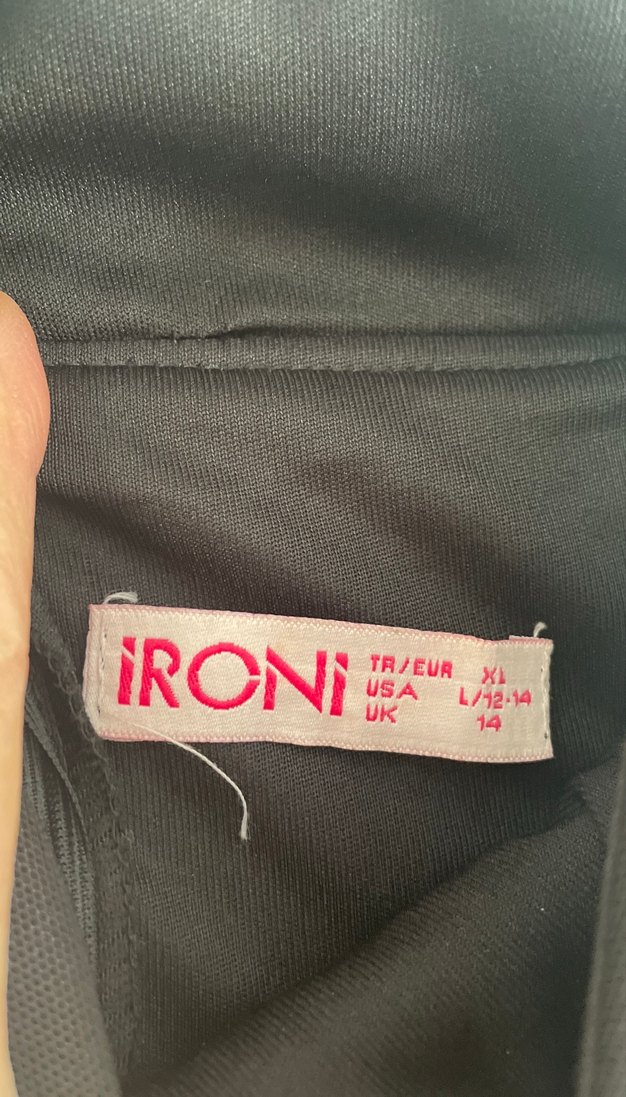 IRONI
TR/EUR XL
USA L/12-14
UK 14